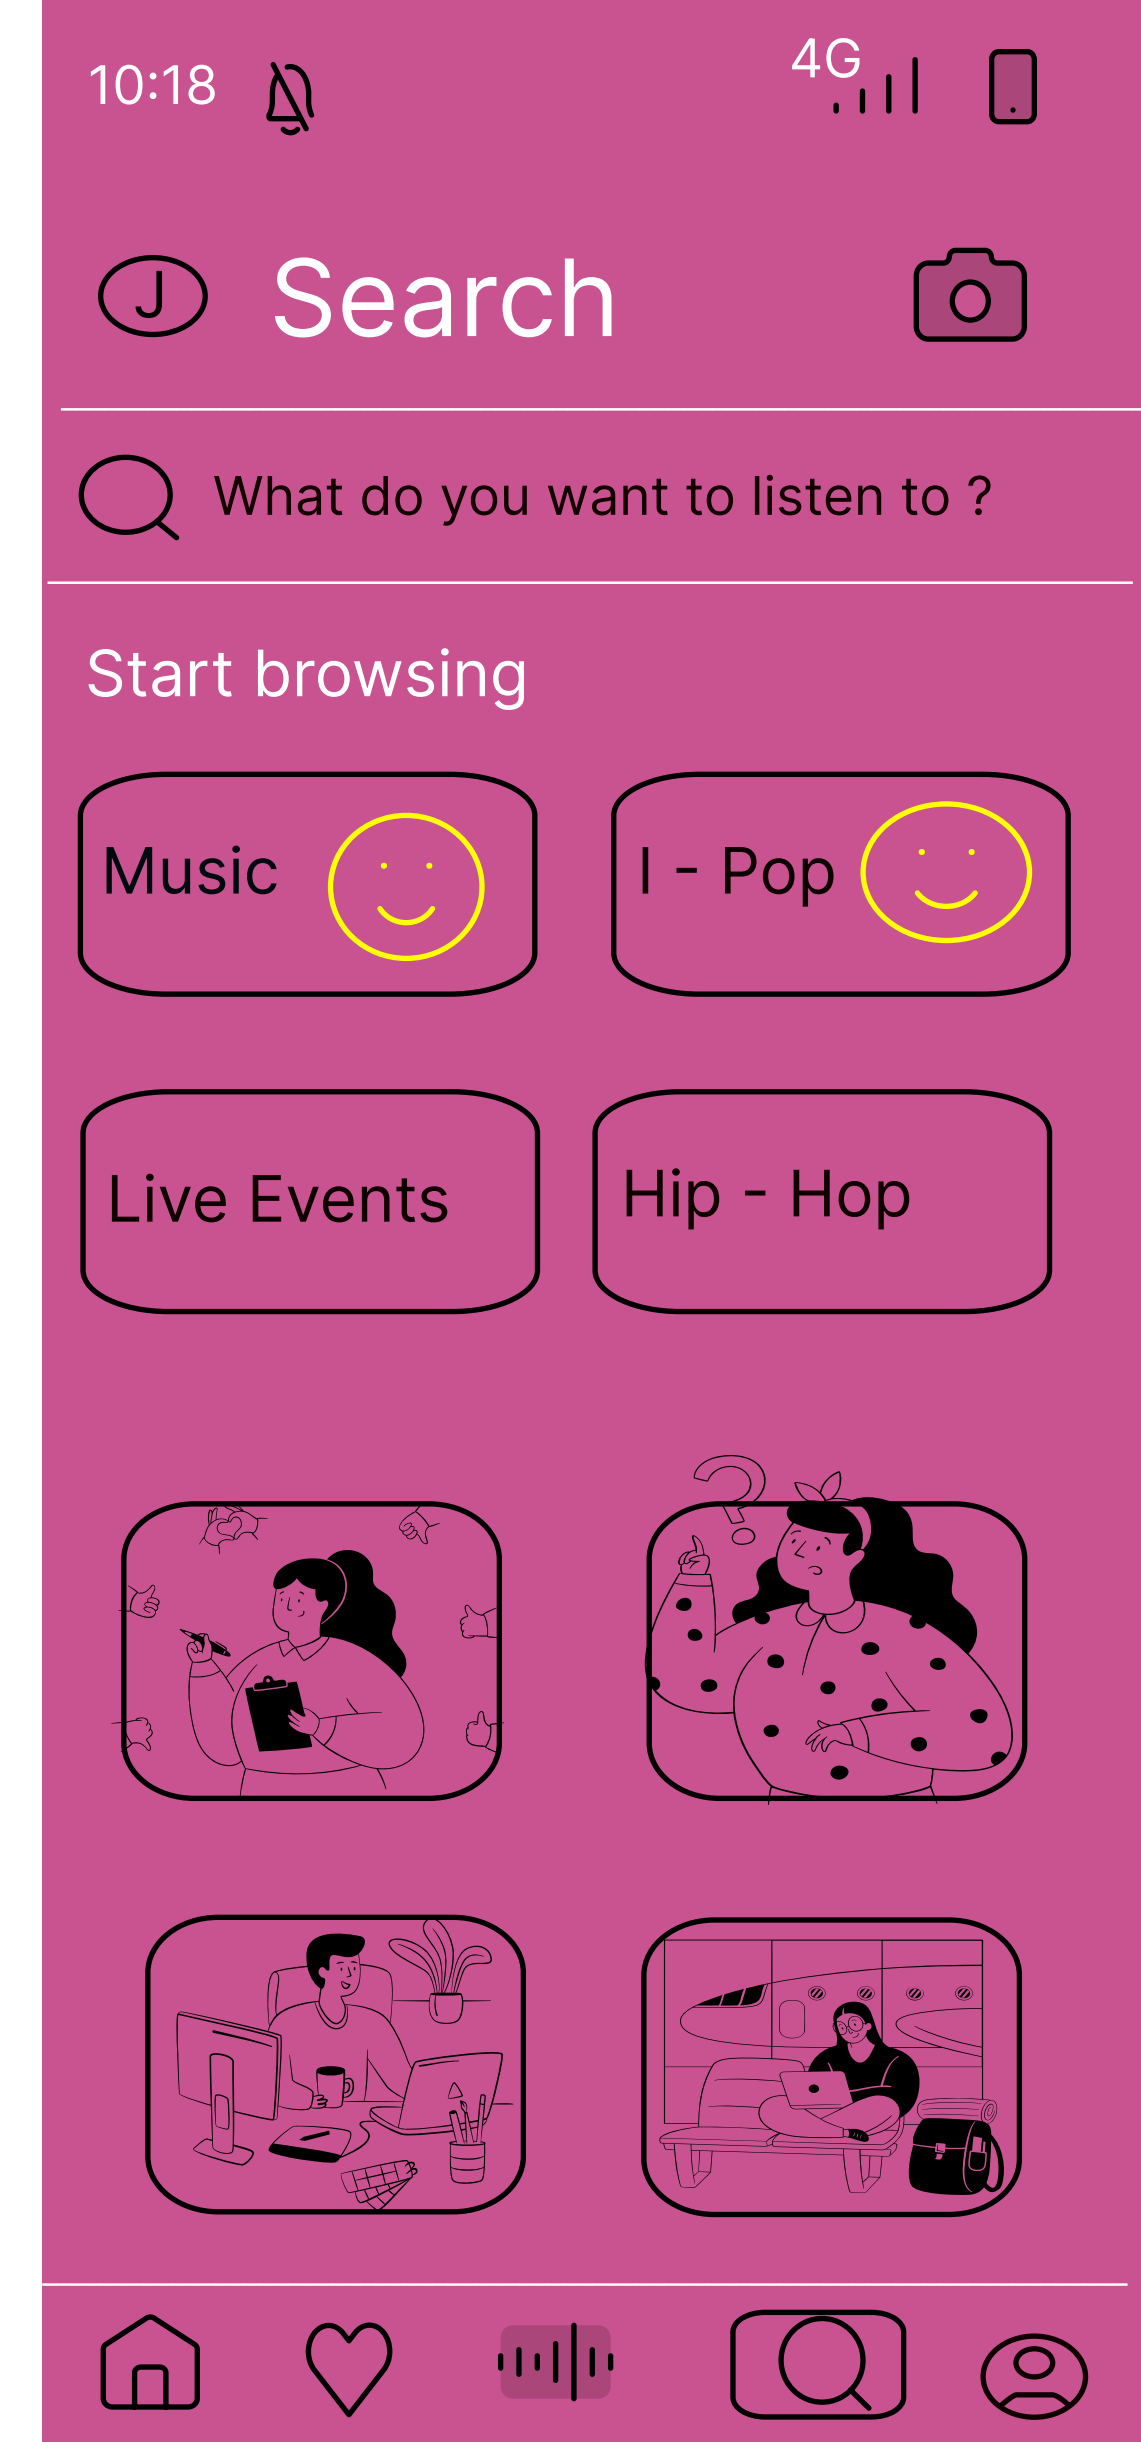 10:18
4G
J
Search
What do you want to listen to ?
Start browsing
Music
I - Pop
Live Events
Hip - Hop
?